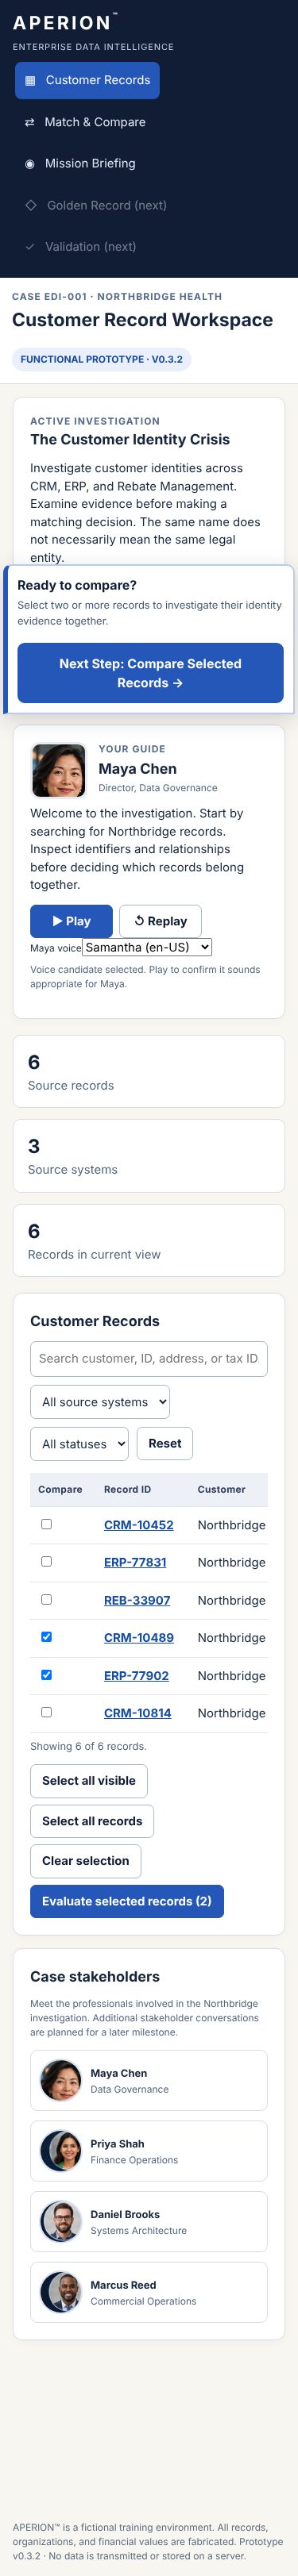 APERION™
ENTERPRISE DATA INTELLIGENCE
▦ Customer Records
⇄ Match & Compare
◉ Mission Briefing
◇ Golden Record (next)
✓ Validation (next)
CASE EDI-001 · NORTHBRIDGE HEALTH
Customer Record Workspace
FUNCTIONAL PROTOTYPE · V0.3.2
ACTIVE INVESTIGATION
The Customer Identity Crisis
Investigate customer identities across
CRM, ERP, and Rebate Management.
Examine evidence before making a
matching decision. The same name does
not necessarily mean the same legal
entity.
Ready to compare?
Select two or more records to investigate their identity
evidence together.
Next Step: Compare Selected
Records →
YOUR GUIDE
Maya Chen
Director, Data Governance
Welcome to the investigation. Start by
searching for Northbridge records.
Inspect identifiers and relationships
before deciding which records belong
together.
▶ Play
↺ Replay
Maya voice Samantha (en-US)
Voice candidate selected. Play to confirm it sounds
appropriate for Maya.
6
Source records
3
Source systems
6
Records in current view
Customer Records
Search customer, ID, address, or tax ID
All source systems
All statuses
Reset
Compare Record ID Customer
CRM-10452 Northbridge
ERP-77831 Northbridge
REB-33907 Northbridge
CRM-10489 Northbridge
ERP-77902 Northbridge
CRM-10814 Northbridge
Showing 6 of 6 records.
Select all visible
Select all records
Clear selection
Evaluate selected records (2)
Case stakeholders
Meet the professionals involved in the Northbridge
investigation. Additional stakeholder conversations
are planned for a later milestone.
Maya Chen
Data Governance
Priya Shah
Finance Operations
Daniel Brooks
Systems Architecture
Marcus Reed
Commercial Operations
APERION™ is a fictional training environment. All records,
organizations, and financial values are fabricated. Prototype
v0.3.2 · No data is transmitted or stored on a server.